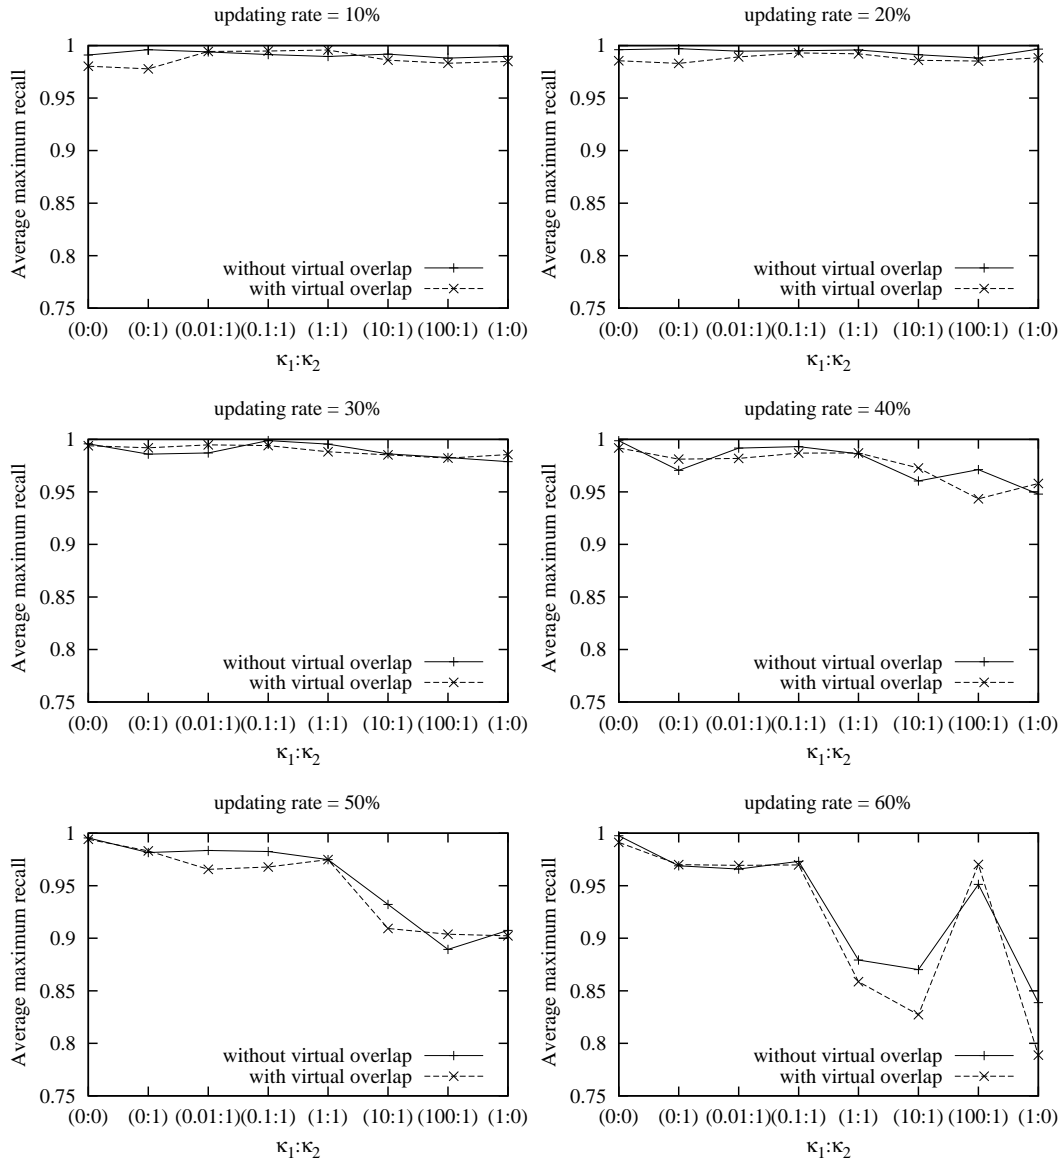 updating rate = 10%
Average maximum recall
1
0.95
0.9
0.85
0.8
0.75
without virtual overlap
with virtual overlap
(0:0) (0:1) (0.01:1) (0.1:1) (1:1) (10:1) (100:1) (1:0)
κ1:κ2
updating rate = 20%
Average maximum recall
1
0.95
0.9
0.85
0.8
0.75
without virtual overlap
with virtual overlap
(0:0) (0:1) (0.01:1) (0.1:1) (1:1) (10:1) (100:1) (1:0)
κ1:κ2
updating rate = 30%
Average maximum recall
1
0.95
0.9
0.85
0.8
0.75
without virtual overlap
with virtual overlap
(0:0) (0:1) (0.01:1) (0.1:1) (1:1) (10:1) (100:1) (1:0)
κ1:κ2
updating rate = 40%
Average maximum recall
1
0.95
0.9
0.85
0.8
0.75
without virtual overlap
with virtual overlap
(0:0) (0:1) (0.01:1) (0.1:1) (1:1) (10:1) (100:1) (1:0)
κ1:κ2
updating rate = 50%
Average maximum recall
1
0.95
0.9
0.85
0.8
0.75
without virtual overlap
with virtual overlap
(0:0) (0:1) (0.01:1) (0.1:1) (1:1) (10:1) (100:1) (1:0)
κ1:κ2
updating rate = 60%
Average maximum recall
1
0.95
0.9
0.85
0.8
0.75
without virtual overlap
with virtual overlap
(0:0) (0:1) (0.01:1) (0.1:1) (1:1) (10:1) (100:1) (1:0)
κ1:κ2